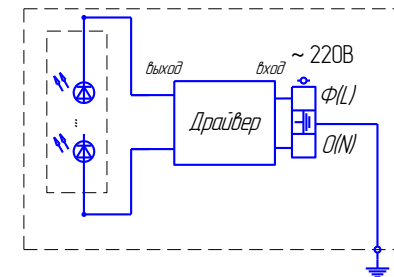 выход
вход
~ 220В
Драйвер
Ф(L)
О(N)
...